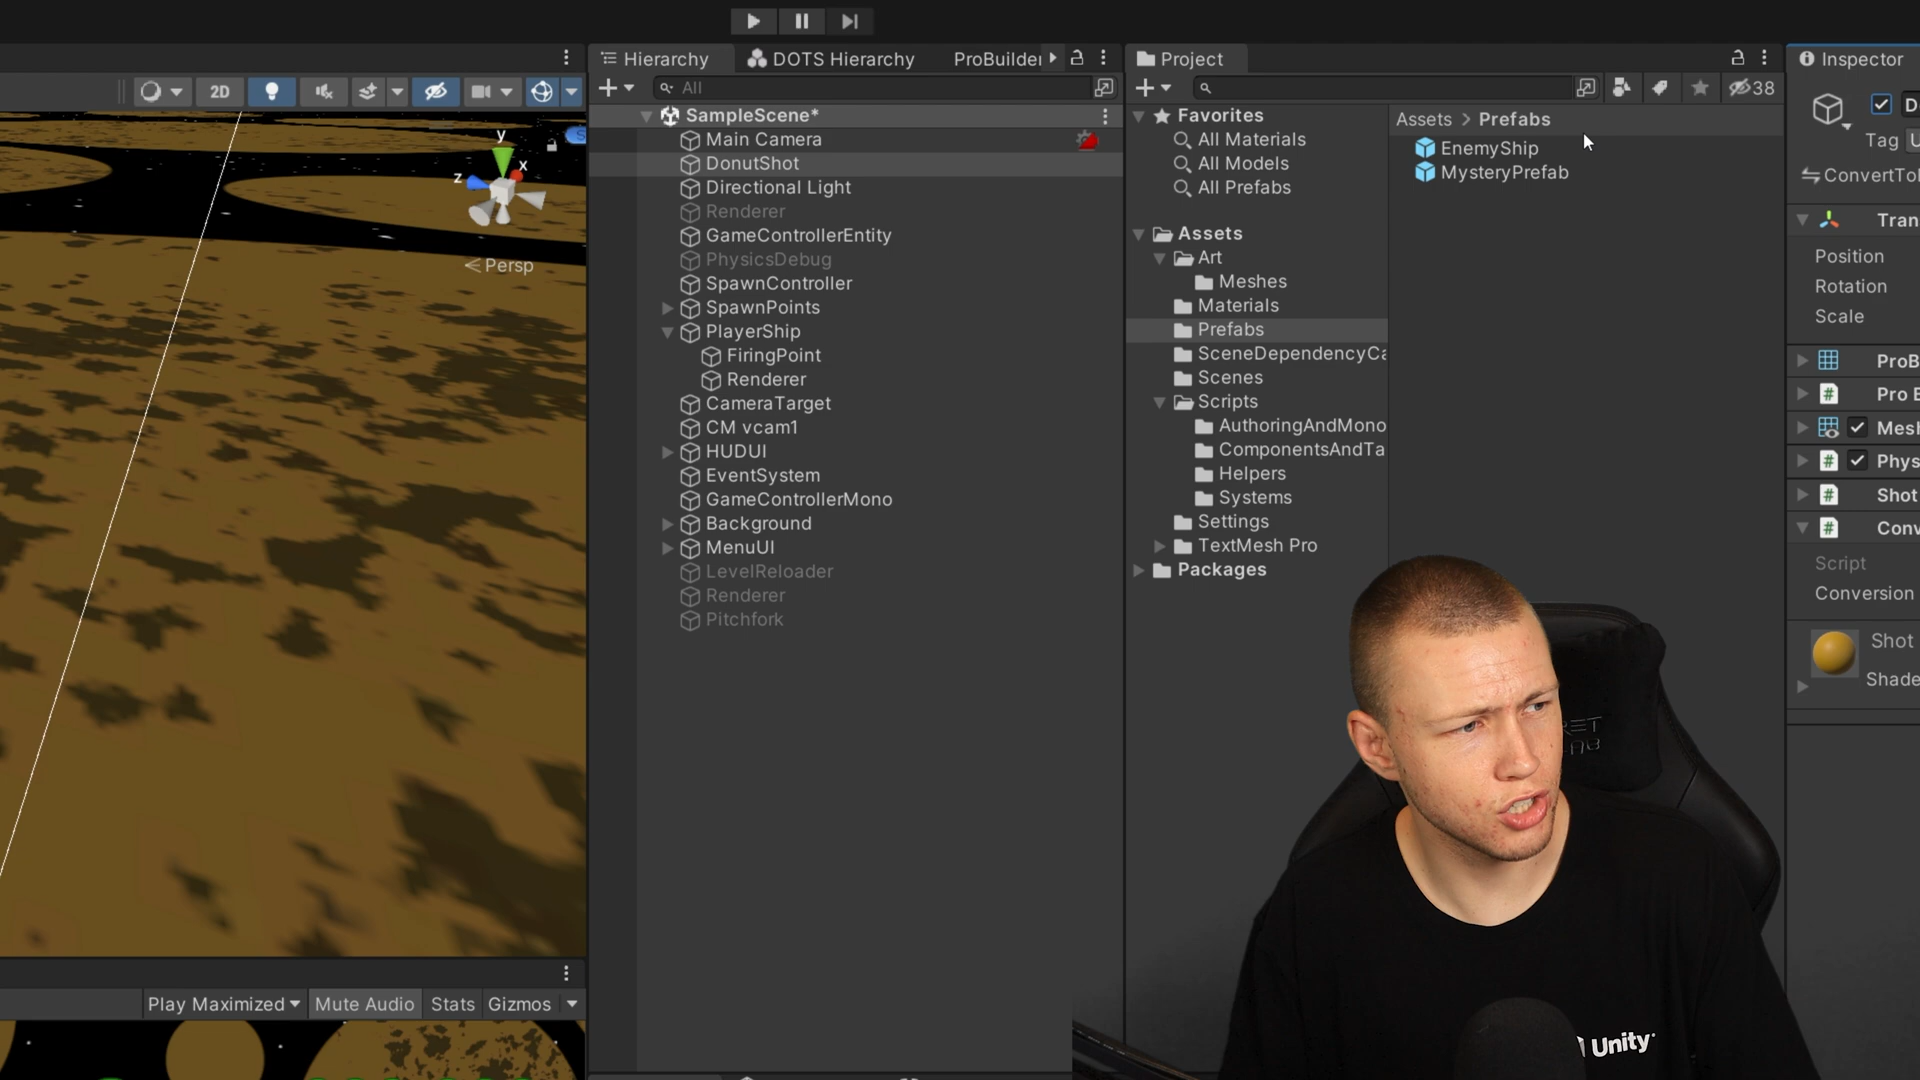 Hierarchy
DOTS Hierarchy
ProBuilder
Project
Inspector
2D
All
38
SampleScene*
Main Camera
DonutShot
Directional Light
Renderer
GameControllerEntity
PhysicsDebug
SpawnController
SpawnPoints
PlayerShip
FiringPoint
Renderer
CameraTarget
CM vcam1
HUDUI
EventSystem
GameControllerMono
Background
MenuUI
LevelReloader
Renderer
Pitchfork
y
x
z
Persp
Play Maximized
Mute Audio
Stats
Gizmos
Favorites
All Materials
All Models
All Prefabs
Assets
Art
Meshes
Materials
Prefabs
SceneDependencyCa
Scenes
Scripts
AuthoringAndMono
ComponentsAndTa
Helpers
Systems
Settings
TextMesh Pro
Packages
Assets > Prefabs
EnemyShip
MysteryPrefab
Tag U
ConvertTo
Tran
Position
Rotation
Scale
ProB
Mesh
Phys
Shot
Conv
Script
Conversion
Shot
Shade
Unity